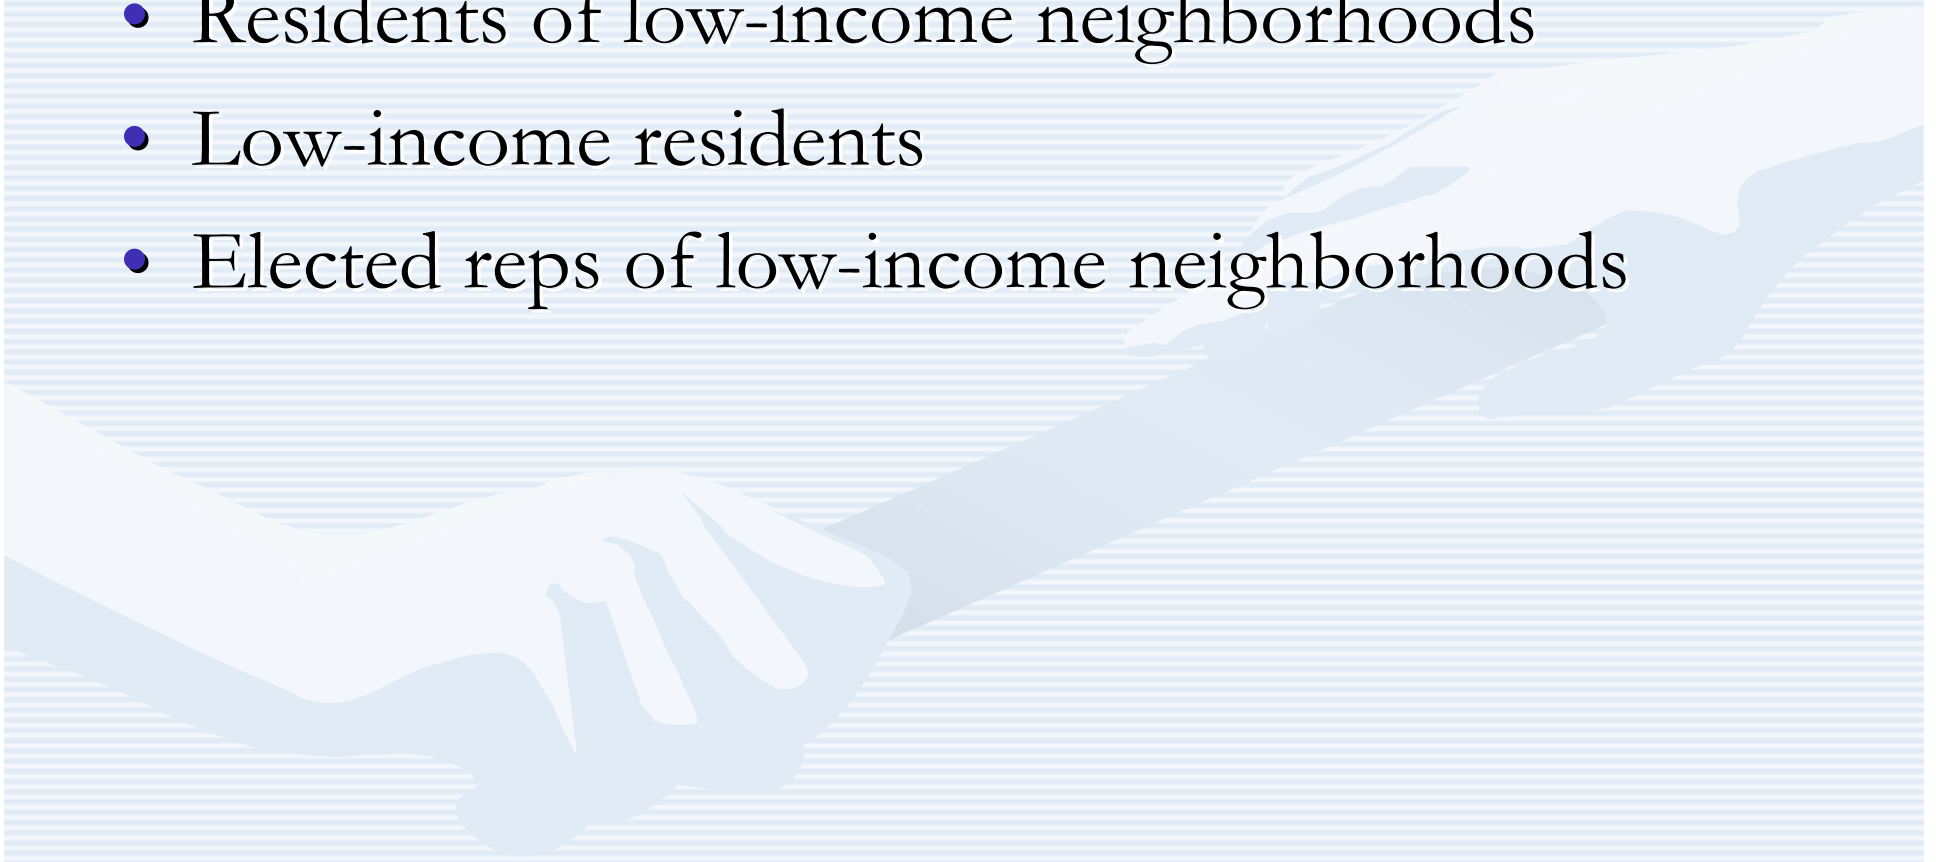 • Residents of low-income neighborhoods
• Low-income residents
• Elected reps of low-income neighborhoods